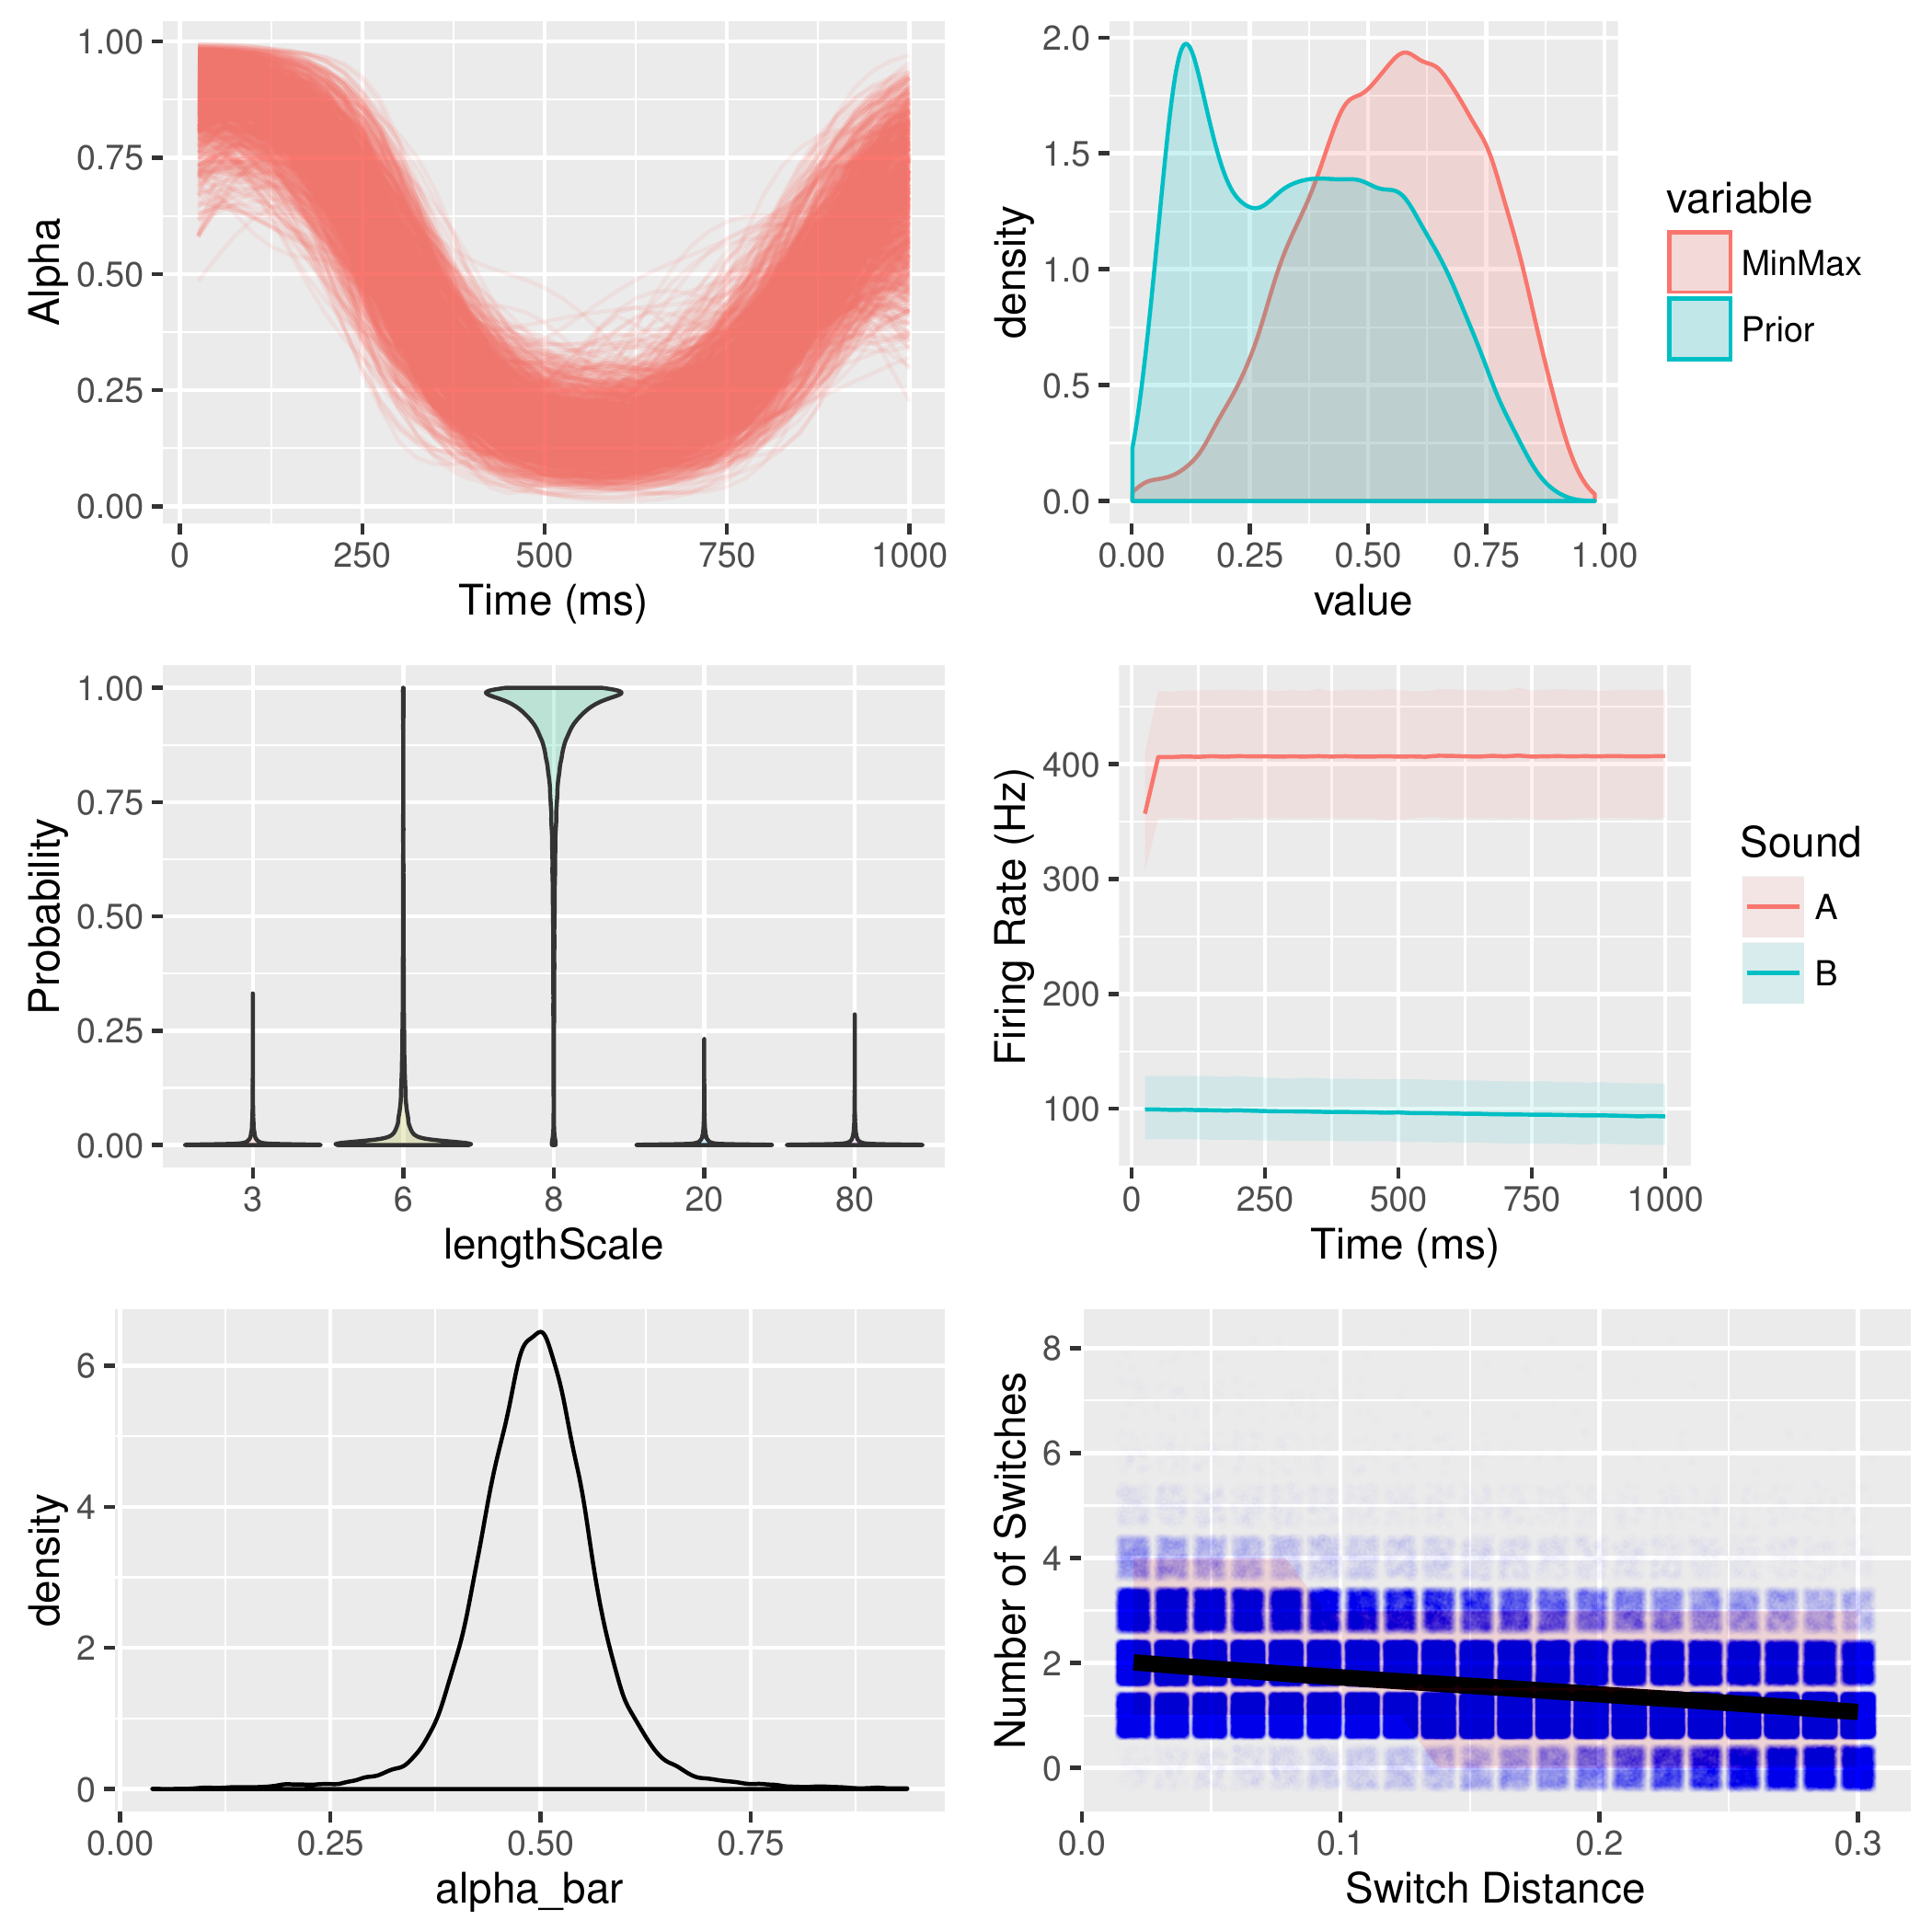 1.00
0.75
0.50
0.25
0.00
Alpha
0 250 500 750 1000
Time (ms)
2.0
1.5
1.0
0.5
0.0
density
0.00 0.25 0.50 0.75 1.00
value
variable
MinMax
Prior
1.00
0.75
0.50
0.25
0.00
Probability
3 6 8 20 80
lengthScale
400
300
200
100
Firing Rate (Hz)
0 250 500 750 1000
Time (ms)
Sound
A
B
6
4
2
0
density
0.00 0.25 0.50 0.75
alpha_bar
8
6
4
2
0
Number of Switches
0.0 0.1 0.2 0.3
Switch Distance